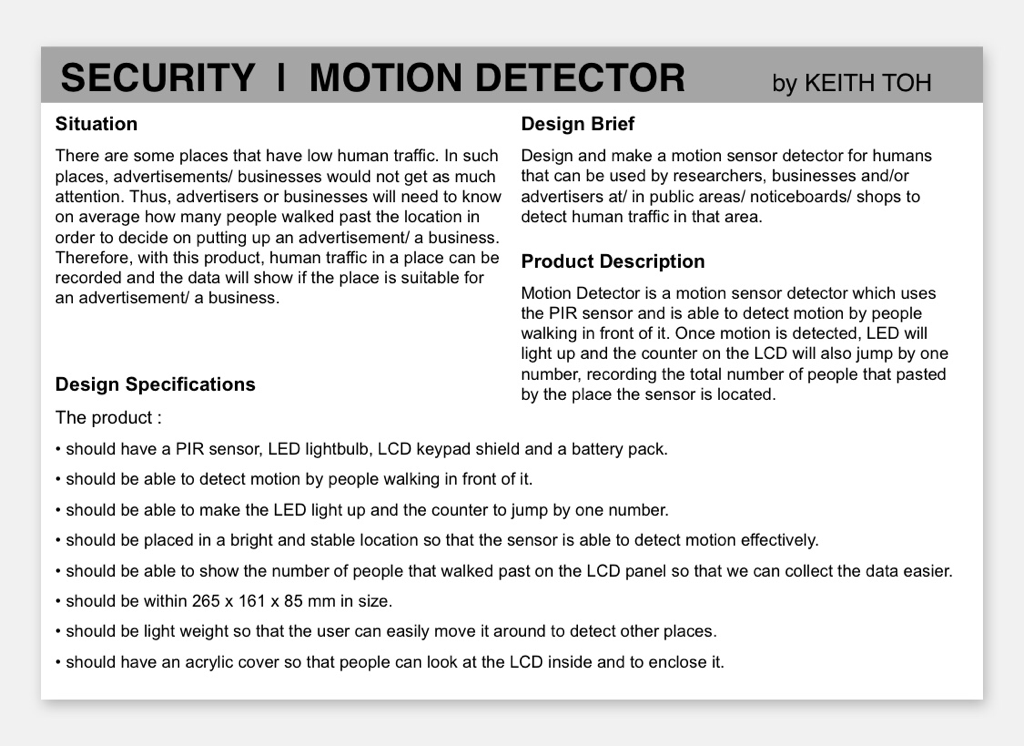 SECURITY | MOTION DETECTOR by KEITH TOH
Situation
There are some places that have low human traffic. In such
places, advertisements/ businesses would not get as much
attention. Thus, advertisers or businesses will need to know
on average how many people walked past the location in
order to decide on putting up an advertisement/ a business.
Therefore, with this product, human traffic in a place can be
recorded and the data will show if the place is suitable for
an advertisement/ a business.
Design Brief
Design and make a motion sensor detector for humans
that can be used by researchers, businesses and/or
advertisers at/ in public areas/ noticeboards/ shops to
detect human traffic in that area.
Product Description
Motion Detector is a motion sensor detector which uses
the PIR sensor and is able to detect motion by people
walking in front of it. Once motion is detected, LED will
light up and the counter on the LCD will also jump by one
number, recording the total number of people that pasted
by the place the sensor is located.
Design Specifications
The product :
• should have a PIR sensor, LED lightbulb, LCD keypad shield and a battery pack.
• should be able to detect motion by people walking in front of it.
• should be able to make the LED light up and the counter to jump by one number.
• should be placed in a bright and stable location so that the sensor is able to detect motion effectively.
• should be able to show the number of people that walked past on the LCD panel so that we can collect the data easier.
• should be within 265 x 161 x 85 mm in size.
• should be light weight so that the user can easily move it around to detect other places.
• should have an acrylic cover so that people can look at the LCD inside and to enclose it.